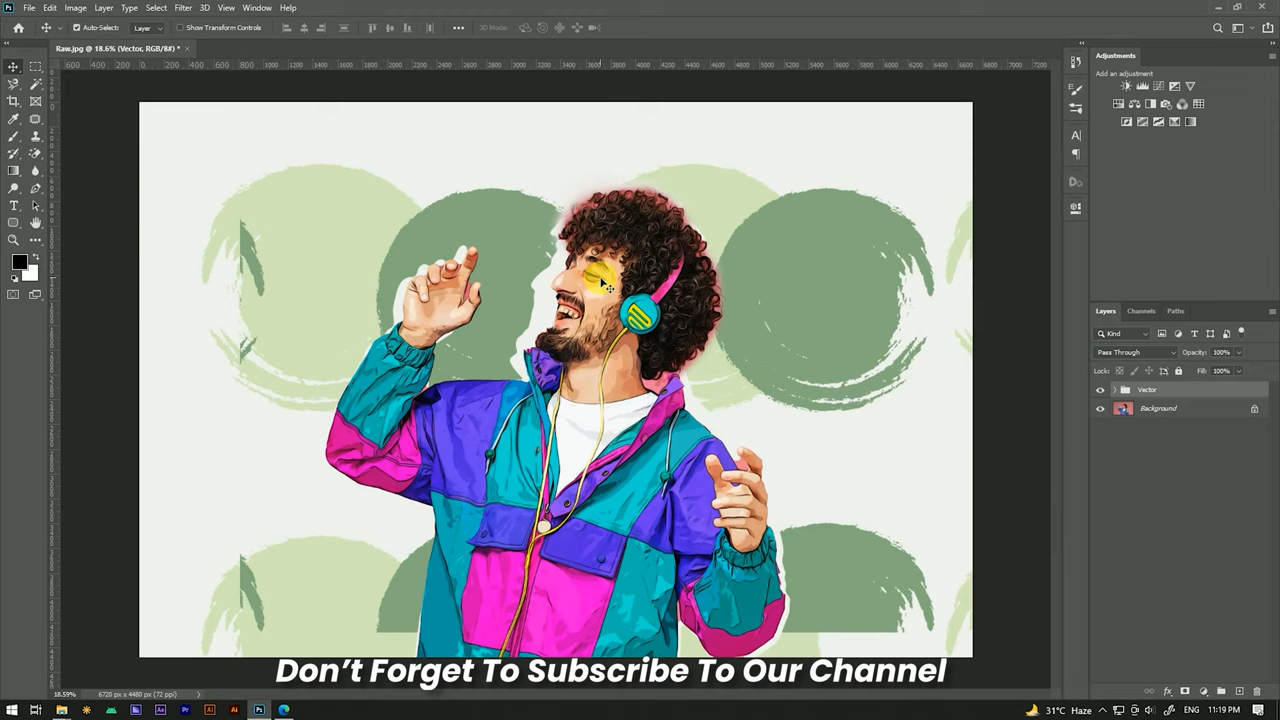 File Edit Image Layer Type Select Filter 3D View Window Help
Auto-Select: Layer Show Transform Controls 3D Mode:
Raw.jpg @ 18.6% (Vector, RGB/8#) *
Adjustments
Add an adjustment
Layers Channels Paths
Kind
Pass Through Opacity: 100%
Lock: Fill: 100%
Vector
Background
Don't Forget To Subscribe To Our Channel
18.59% 6720 px x 4480 px (72 ppi)
31°C Haze ENG 11:19 PM